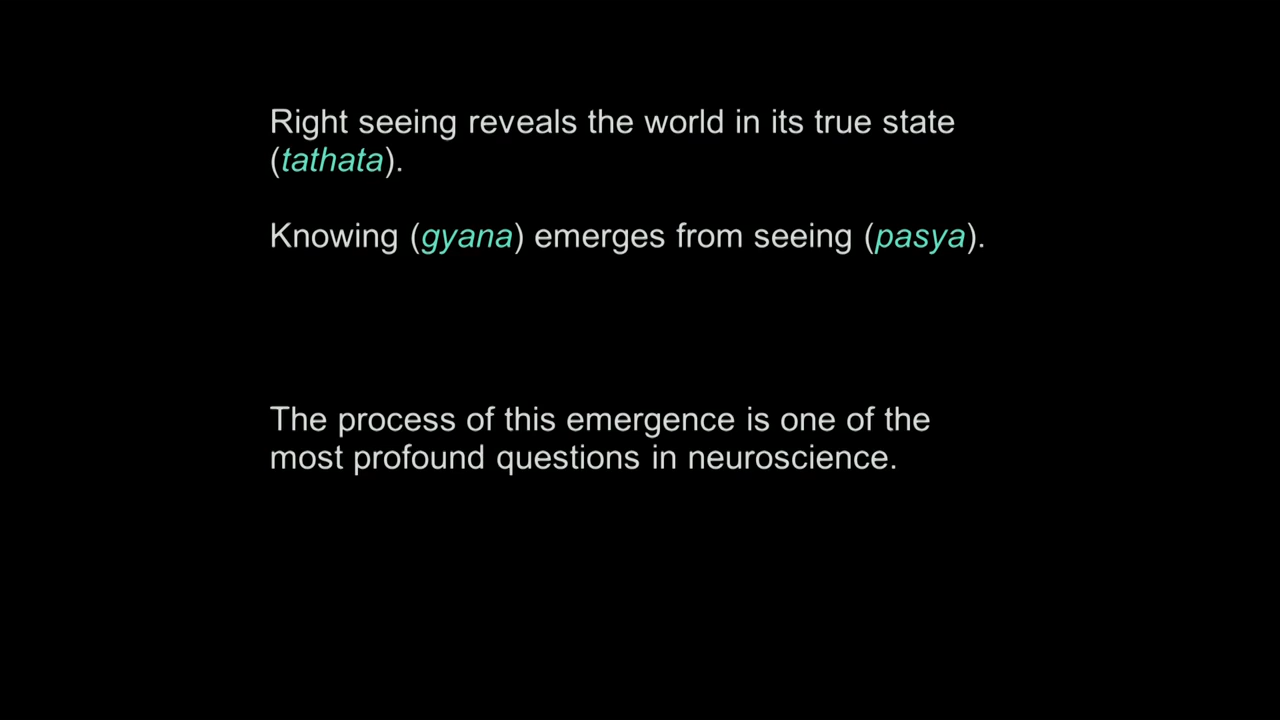 Right seeing reveals the world in its true state
(tathata).
Knowing (gyana) emerges from seeing (pasya).
The process of this emergence is one of the
most profound questions in neuroscience.